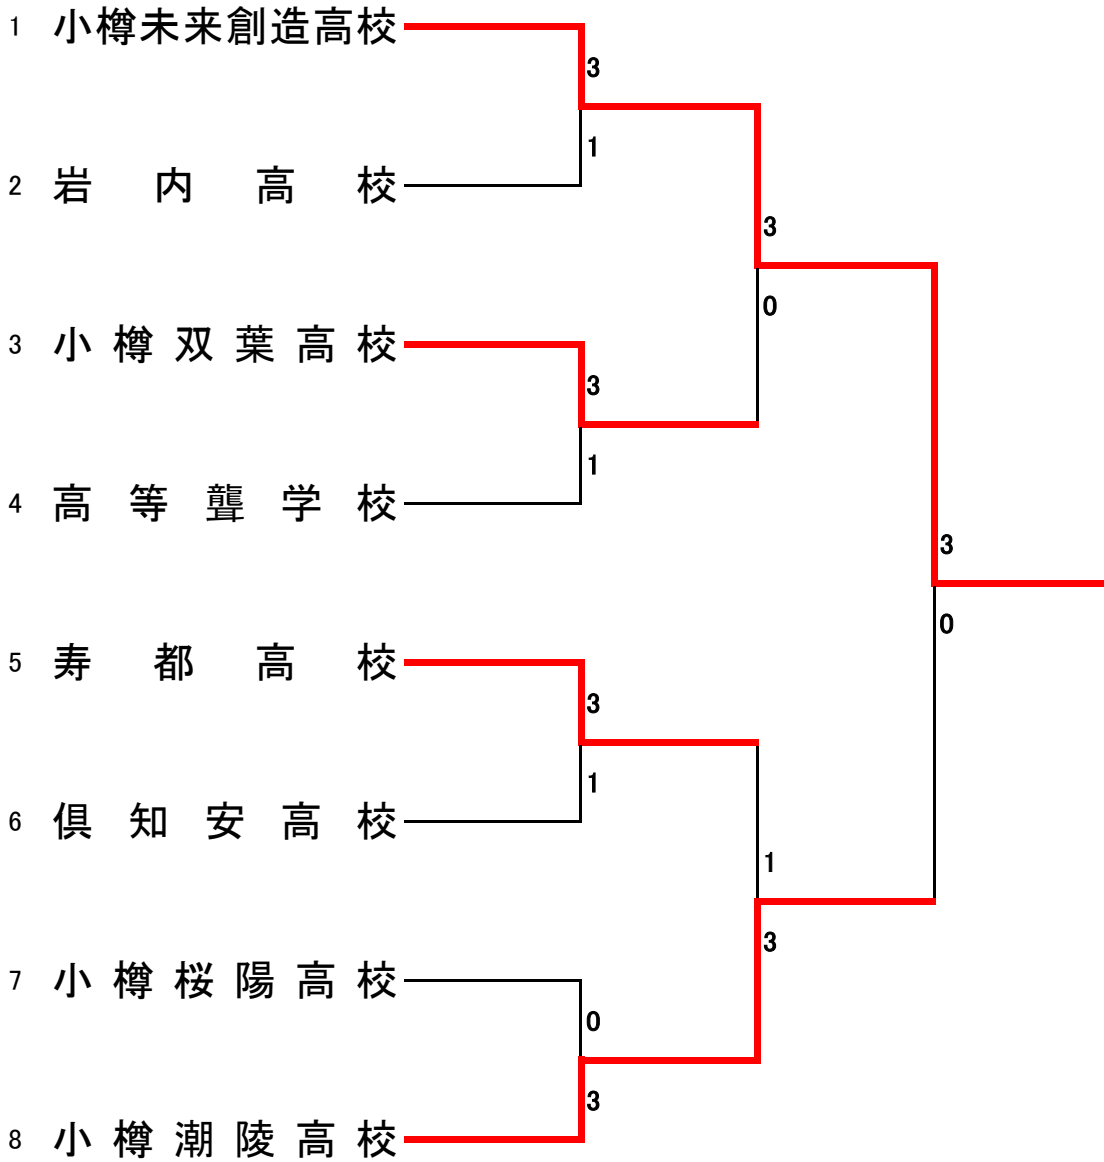 1 小樽未来創造高校
3
1
2 岩内高校
3
0
3 小樽双葉高校
3
1
4 高等聾学校
3
0
5 寿都高校
3
1
6 倶知安高校
1
3
7 小樽桜陽高校
0
3
8 小樽潮陵高校